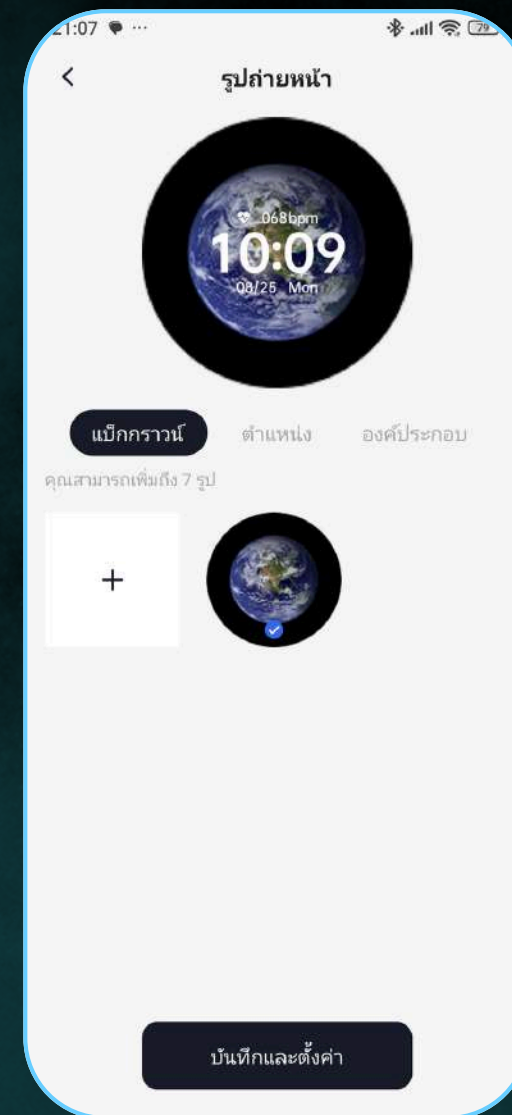 21:07 ...
79
รูปถ่ายหน้า
068bpm
10:09
08/25 Mon
แบ็กกราวน์ ตำแหน่ง องค์ประกอบ
คุณสามารถเพิ่มถึง 7 รูป
+
บันทึกและตั้งค่า